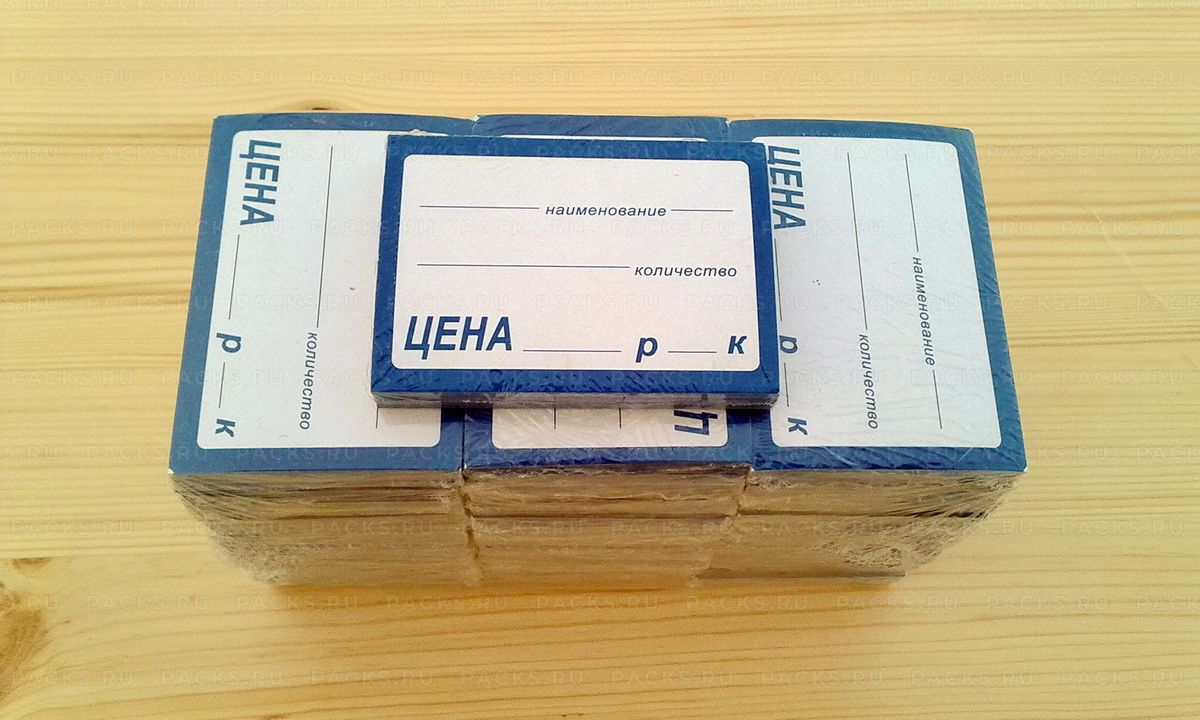 наименование
количество
ЦЕНА р к
ЦЕНА р к
количество
ЦЕНА р к
количество
наименование
PACKS.RU